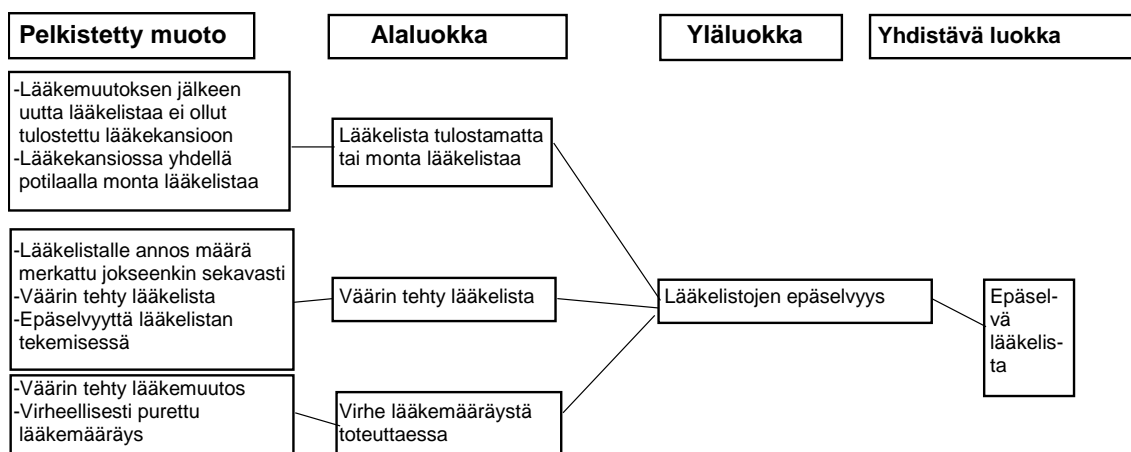 Pelkistetty muoto
Alaluokka
Yläluokka
Yhdistävä luokka
-Lääkemuutoksen jälkeen
uutta lääkelistaa ei ollut
tulostettu lääkekansioon
-Lääkekansiossa yhdellä
potilaalla monta lääkelistaa
Lääkelista tulostamatta
tai monta lääkelistaa
-Lääkelistalle annos määrä
merkattu jokseenkin sekavasti
-Väärin tehty lääkelista
-Epäselvyyttä lääkelistan
tekemisessä
Väärin tehty lääkelista
Lääkelistojen epäselvyys
Epäsel-
vä
lääkelis-
ta
-Väärin tehty lääkemuutos
-Virheellisesti purettu
lääkemääräys
Virhe lääkemääräystä
toteuttaessa